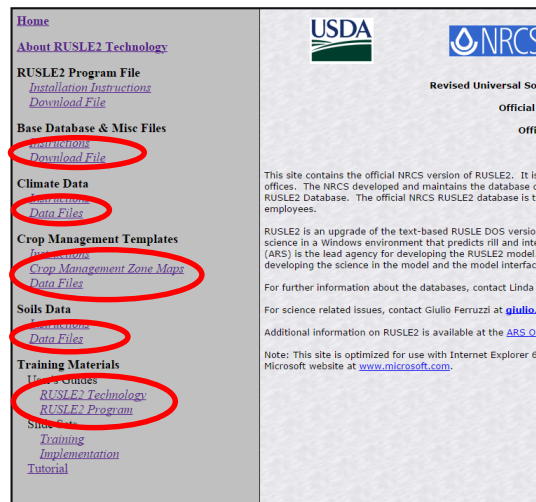 Home
About RUSLE2 Technology
RUSLE2 Program File
Installation Instructions
Download File
Base Database & Misc Files
Instructions
Download File
Climate Data
Instructions
Data Files
Crop Management Templates
Instructions
Crop Management Zone Maps
Data Files
Soils Data
Instructions
Data Files
Training Materials
User's Guides
RUSLE2 Technology
RUSLE2 Program
Slide Sets
Training
Implementation
Tutorial
USDA
NRCS
Revised Universal So
Official
Offi
This site contains the official NRCS version of RUSLE2. It is
offices. The NRCS developed and maintains the database
RUSLE2 Database. The official NRCS RUSLE2 database is t
employees.
RUSLE2 is an upgrade of the text-based RUSLE DOS versio
science in a Windows environment that predicts rill and inte
(ARS) is the lead agency for developing the RUSLE2 model.
developing the science in the model and the model interfac
For further information about the databases, contact Linda
For science related issues, contact Giulio Ferruzzi at giulio.
Additional information on RUSLE2 is available at the ARS O
Note: This site is optimized for use with Internet Explorer 6
Microsoft website at www.microsoft.com.